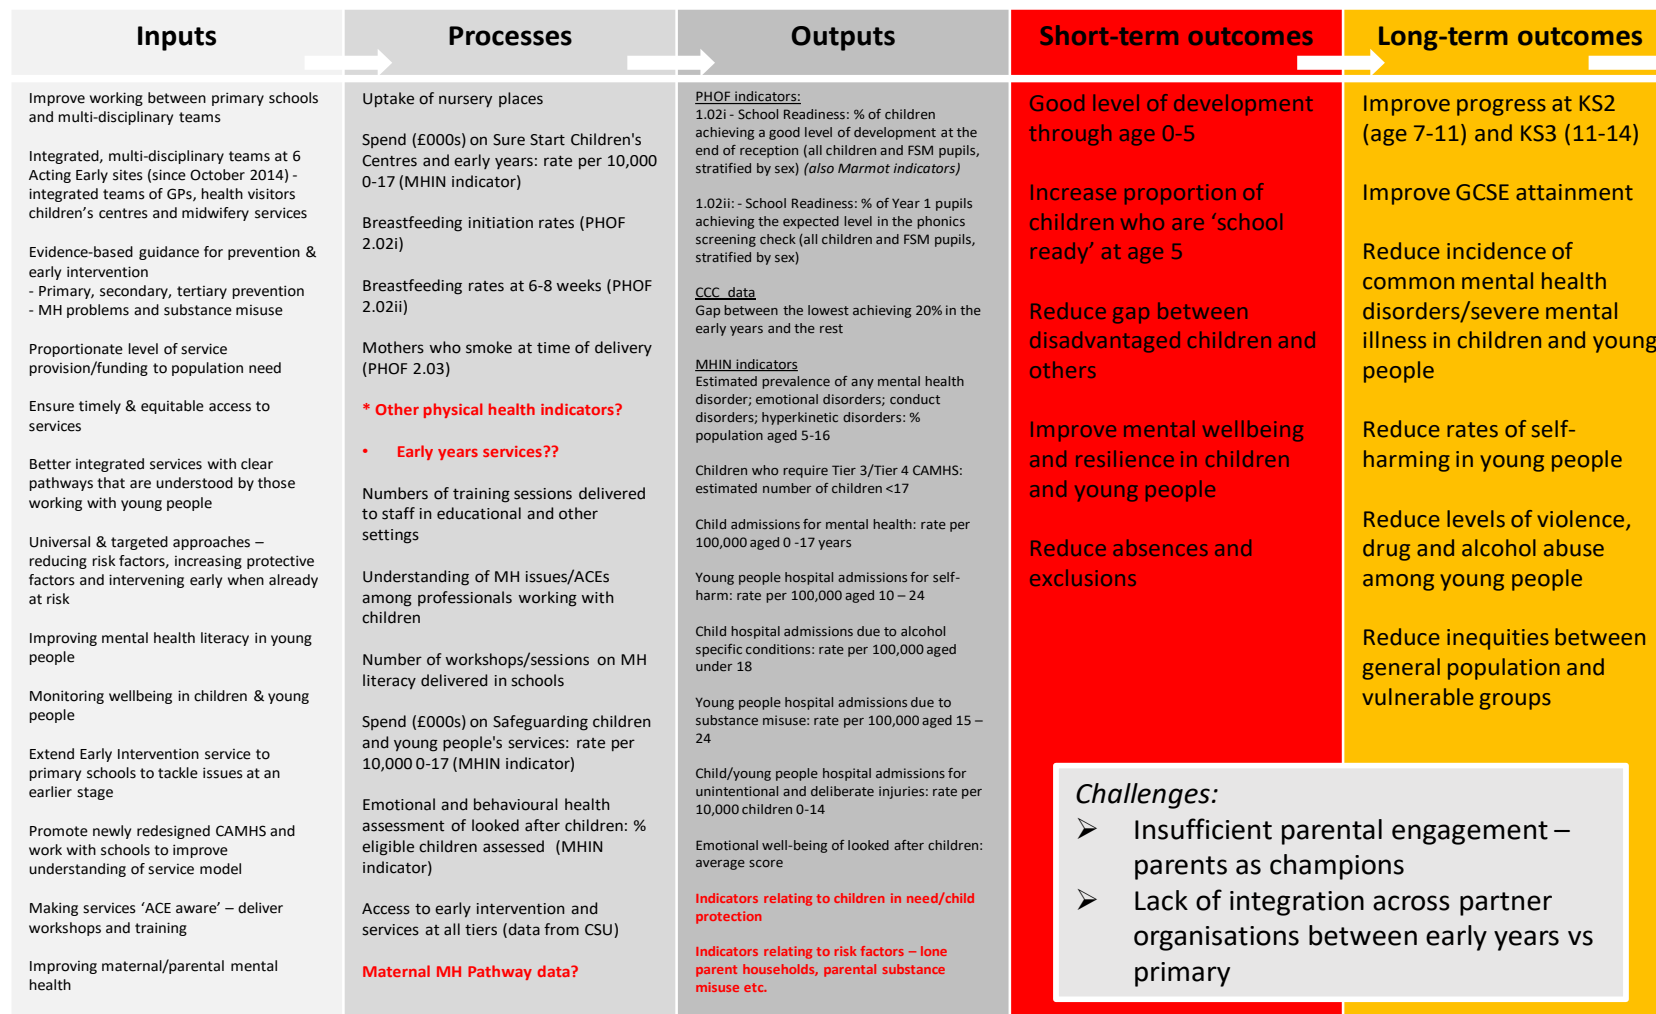 Inputs
Processes
Outputs
Short-term outcomes
Long-term outcomes
Improve working between primary schools
and multi-disciplinary teams
Integrated, multi-disciplinary teams at 6
Acting Early sites (since October 2014) -
integrated teams of GPs, health visitors
children's centres and midwifery services
Evidence-based guidance for prevention &
early intervention
- Primary, secondary, tertiary prevention
- MH problems and substance misuse
Proportionate level of service
provision/funding to population need
Ensure timely & equitable access to
services
Better integrated services with clear
pathways that are understood by those
working with young people
Universal & targeted approaches –
reducing risk factors, increasing protective
factors and intervening early when already
at risk
Improving mental health literacy in young
people
Monitoring wellbeing in children & young
people
Extend Early Intervention service to
primary schools to tackle issues at an
earlier stage
Promote newly redesigned CAMHS and
work with schools to improve
understanding of service model
Making services 'ACE aware' – deliver
workshops and training
Improving maternal/parental mental
health
Uptake of nursery places
Spend (£000s) on Sure Start Children's
Centres and early years: rate per 10,000
0-17 (MHIN indicator)
Breastfeeding initiation rates (PHOF
2.02i)
Breastfeeding rates at 6-8 weeks (PHOF
2.02ii)
Mothers who smoke at time of delivery
(PHOF 2.03)
* Other physical health indicators?
• Early years services??
Numbers of training sessions delivered
to staff in educational and other
settings
Understanding of MH issues/ACEs
among professionals working with
children
Number of workshops/sessions on MH
literacy delivered in schools
Spend (£000s) on Safeguarding children
and young people's services: rate per
10,000 0-17 (MHIN indicator)
Emotional and behavioural health
assessment of looked after children: %
eligible children assessed (MHIN
indicator)
Access to early intervention and
services at all tiers (data from CSU)
Maternal MH Pathway data?
PHOF indicators:
1.02i - School Readiness: % of children
achieving a good level of development at the
end of reception (all children and FSM pupils,
stratified by sex) (also Marmot indicators)
1.02ii: - School Readiness: % of Year 1 pupils
achieving the expected level in the phonics
screening check (all children and FSM pupils,
stratified by sex)
CCC data
Gap between the lowest achieving 20% in the
early years and the rest
MHIN indicators
Estimated prevalence of any mental health
disorder; emotional disorders; conduct
disorders; hyperkinetic disorders: %
population aged 5-16
Children who require Tier 3/Tier 4 CAMHS:
estimated number of children <17
Child admissions for mental health: rate per
100,000 aged 0 -17 years
Young people hospital admissions for self-
harm: rate per 100,000 aged 10 – 24
Child hospital admissions due to alcohol
specific conditions: rate per 100,000 aged
under 18
Young people hospital admissions due to
substance misuse: rate per 100,000 aged 15 –
24
Child/young people hospital admissions for
unintentional and deliberate injuries: rate per
10,000 children 0-14
Emotional well-being of looked after children:
average score
Indicators relating to children in need/child
protection
Indicators relating to risk factors – lone
parent households, parental substance
misuse etc.
Good level of development
through age 0-5
Increase proportion of
children who are 'school
ready' at age 5
Reduce gap between
disadvantaged children and
others
Improve mental wellbeing
and resilience in children
and young people
Reduce absences and
exclusions
Improve progress at KS2
(age 7-11) and KS3 (11-14)
Improve GCSE attainment
Reduce incidence of
common mental health
disorders/severe mental
illness in children and young
people
Reduce rates of self-
harming in young people
Reduce levels of violence,
drug and alcohol abuse
among young people
Reduce inequities between
general population and
vulnerable groups
Challenges:
➢ Insufficient parental engagement –
parents as champions
➢ Lack of integration across partner
organisations between early years vs
primary